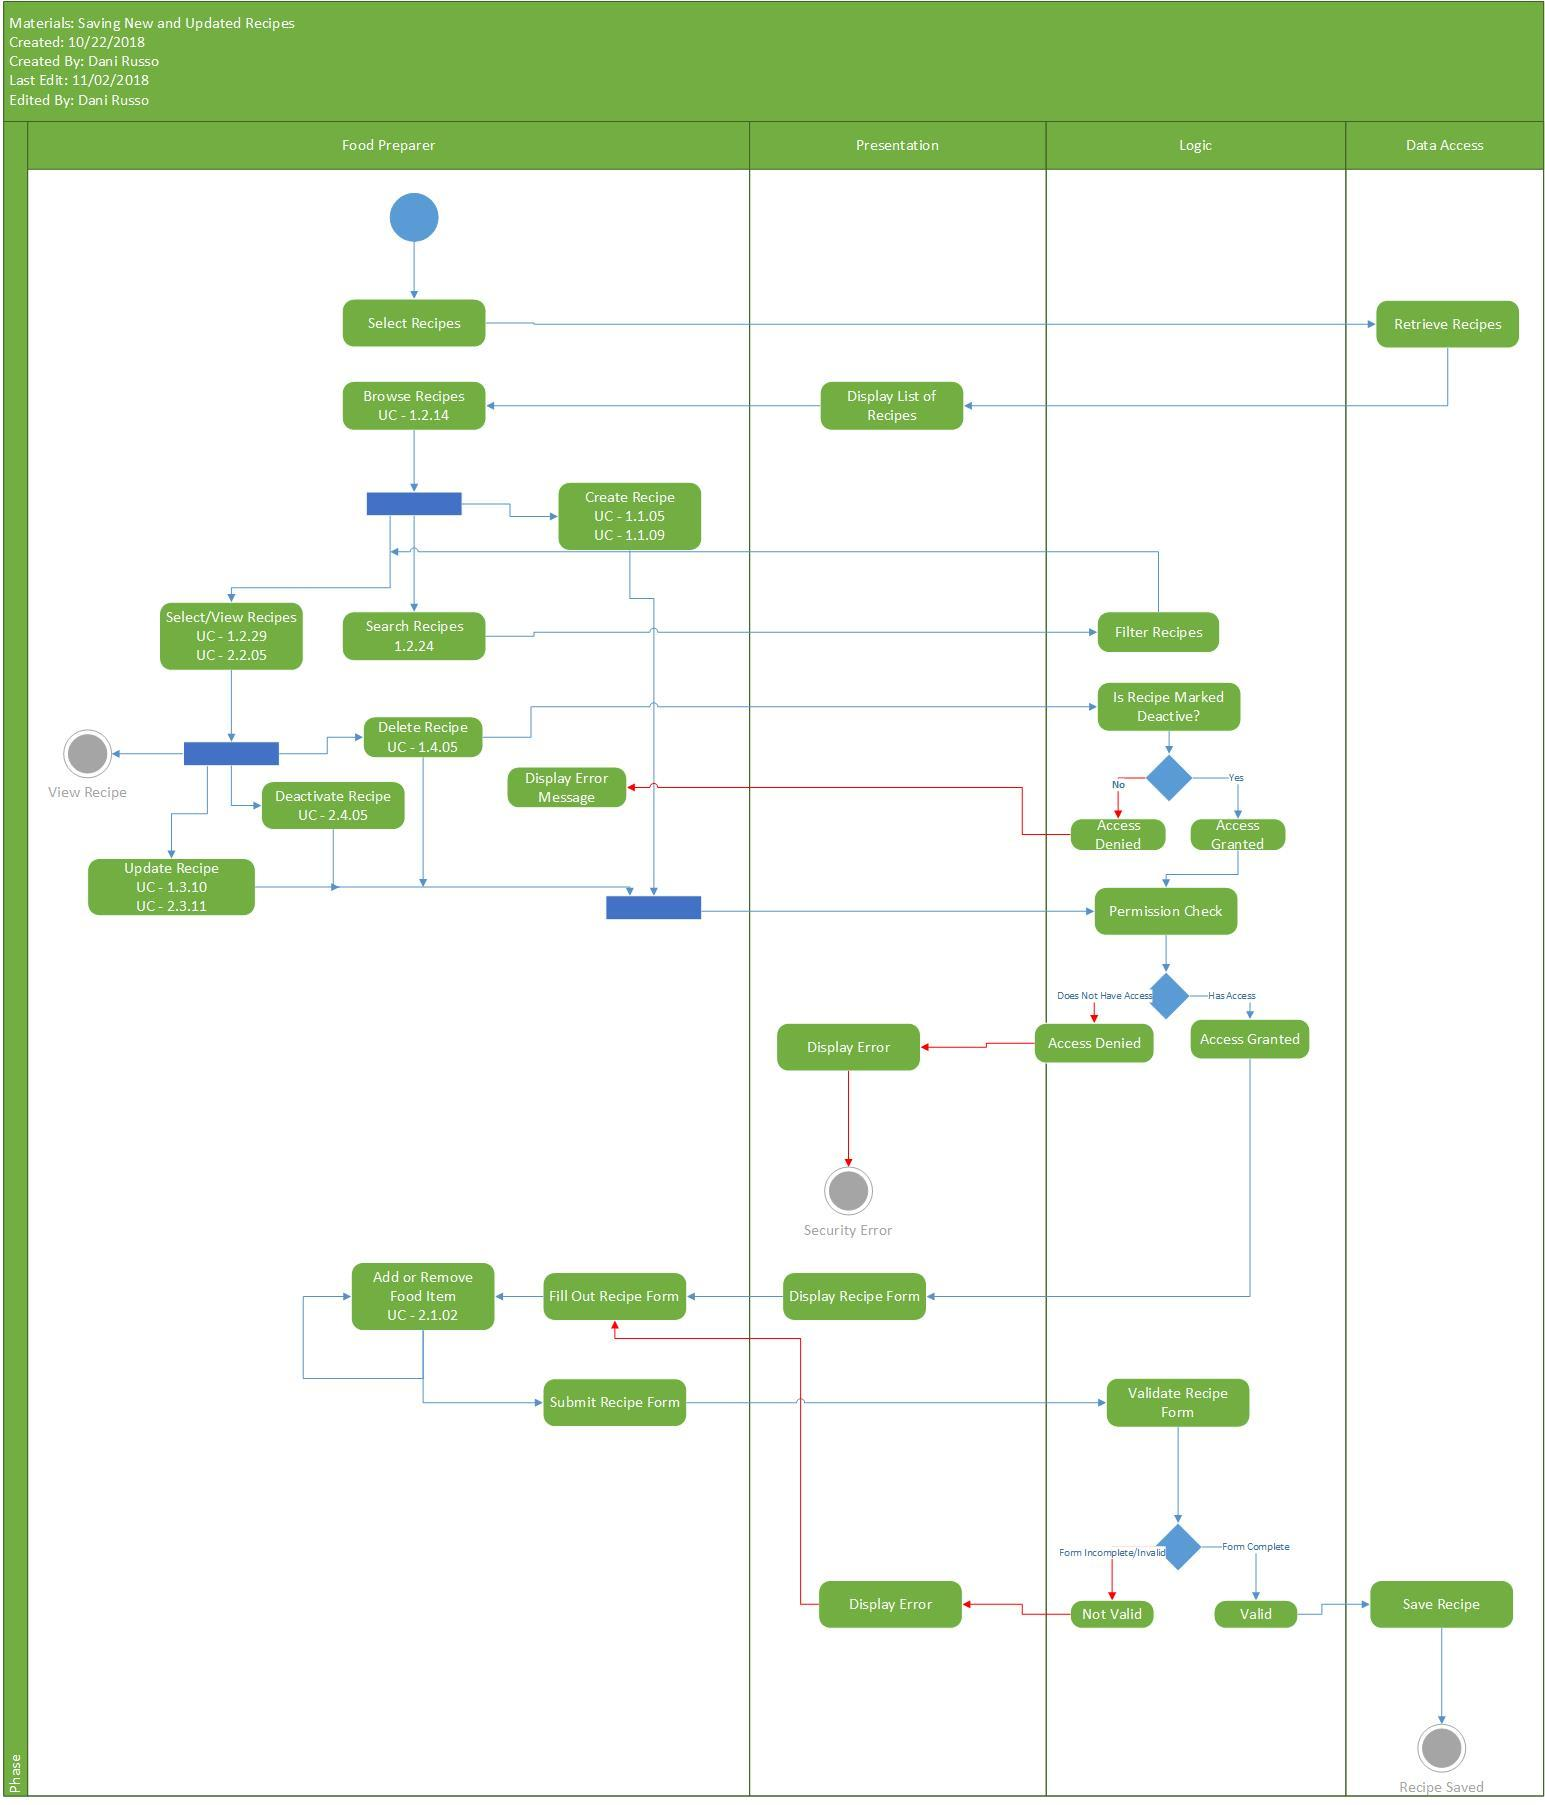 Materials: Saving New and Updated Recipes
Created: 10/22/2018
Created By: Dani Russo
Last Edit: 11/02/2018
Edited By: Dani Russo
Food Preparer
Presentation
Logic
Data Access
Select Recipes
Retrieve Recipes
Browse Recipes
UC - 1.2.14
Display List of
Recipes
Create Recipe
UC - 1.1.05
UC - 1.1.09
Select/View Recipes
UC - 1.2.29
UC - 2.2.05
Search Recipes
1.2.24
Filter Recipes
Is Recipe Marked
Deactive?
Delete Recipe
UC - 1.4.05
View Recipe
Display Error
Message
No
Yes
Deactivate Recipe
UC - 2.4.05
Access
Denied
Access
Granted
Update Recipe
UC - 1.3.10
UC - 2.3.11
Permission Check
Does Not Have Access
Has Access
Display Error
Access Denied
Access Granted
Security Error
Add or Remove
Food Item
UC - 2.1.02
Fill Out Recipe Form
Display Recipe Form
Submit Recipe Form
Validate Recipe
Form
Form Incomplete/Invalid
Form Complete
Display Error
Not Valid
Valid
Save Recipe
Recipe Saved
Phase